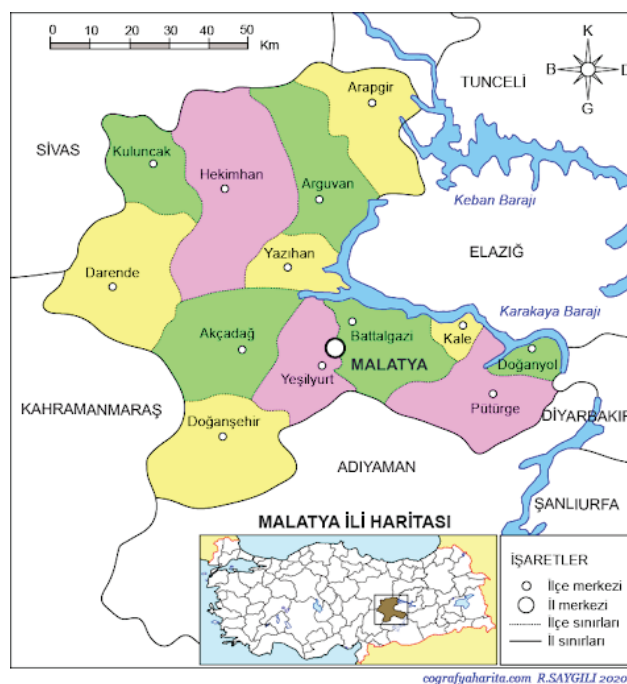 0 10 20 30 40 50
Km
K
B
D
G
TUNCELİ
Arapgir
SİVAS
Kuluncak
Hekimhan
Arguvan
Keban Barajı
Yazıhan
ELAZIĞ
Darende
Karakaya Barajı
Akçadağ
Battalgazi
Kale
MALATYA
Doğanyol
Yeşilyurt
Pütürge
KAHRAMANMARAŞ
DİYARBAKIR
Doğanşehir
ADIYAMAN
ŞANLIURFA
MALATYA İLİ HARİTASI
İŞARETLER
İlçe merkezi
İl merkezi
İlçe sınırları
İl sınırları
cografyaharita.com R.SAYGILI 2020